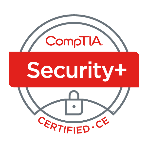 CompTIA.
Security+
CERTIFIED • CE